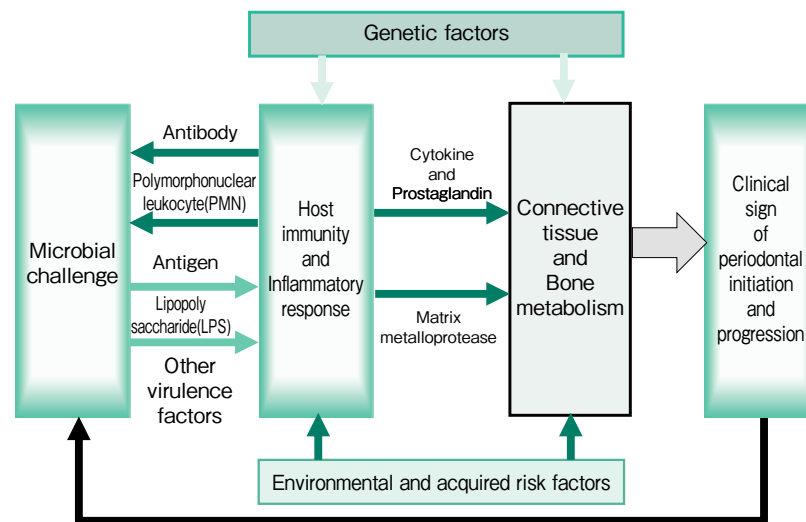 Genetic factors
Microbial
challenge
Antibody
Polymorphonuclear
leukocyte(PMN)
Antigen
Lipopoly
saccharide(LPS)
Other
virulence
factors
Host
immunity
and
Inflammatory
response
Cytokine
and
Prostaglandin
Matrix
metalloprotease
Connective
tissue
and
Bone
metabolism
Clinical
sign
of
periodontal
initiation
and
progression
Environmental and acquired risk factors